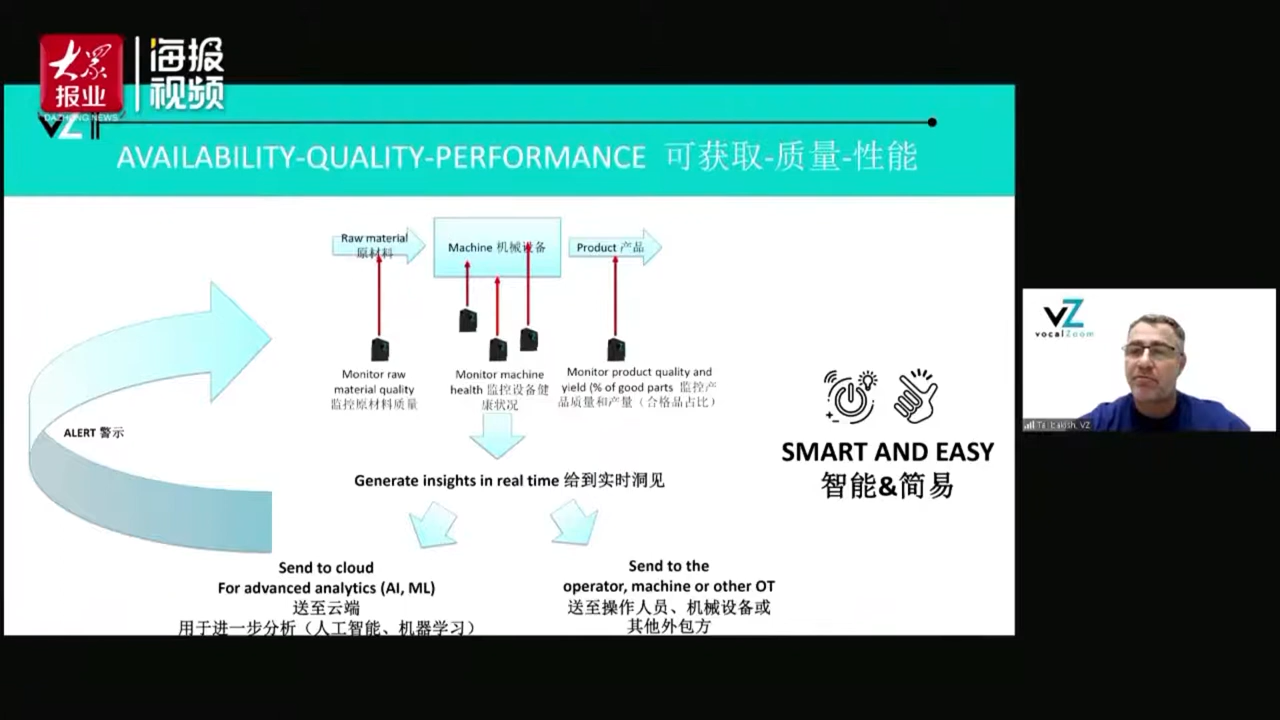 大众报业
海报视频
DAZHONG NEWS
VZ
AVAILABILITY-QUALITY-PERFORMANCE 可获取-质量-性能
Raw material
原材料
Machine 机械设备
Product 产品
Monitor raw
material quality
监控原材料质量
Monitor machine
health 监控设备健
康状况
Monitor product quality and
yield (% of good parts 监控产
品质量和产量（合格品占比）
ALERT 警示
Generate insights in real time 给到实时洞见
Send to cloud
For advanced analytics (AI, ML)
送至云端
用于进一步分析（人工智能、机器学习）
Send to the
operator, machine or other OT
送至操作人员、机械设备或
其他外包方
SMART AND EASY
智能&简易
VZ
vocalZoom
VZ